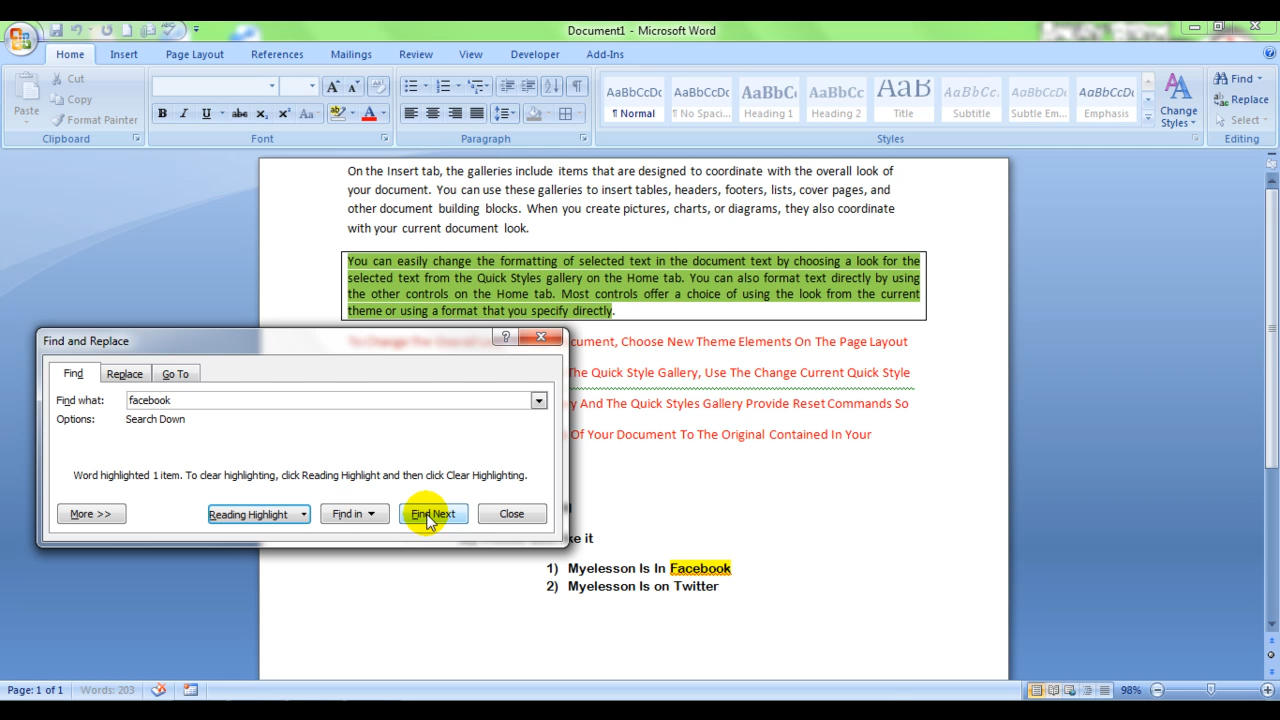 Document1 - Microsoft Word
Home Insert Page Layout References Mailings Review View Developer Add-Ins
Paste Cut
Copy
Format Painter
Clipboard
Font
Paragraph
AaBbCcDc AaBbCcDc AaBbC AaBbCc AaB AaBbCcD AaBbCcDc AaBbCcDc
¶ Normal ¶ No Spaci... Heading 1 Heading 2 Title Subtitle Subtle Em... Emphasis
Change Styles
Styles
Find
Replace
Select
Editing
On the Insert tab, the galleries include items that are designed to coordinate with the overall look of
your document. You can use these galleries to insert tables, headers, footers, lists, cover pages, and
other document building blocks. When you create pictures, charts, or diagrams, they also coordinate
with your current document look.
You can easily change the formatting of selected text in the document text by choosing a look for the
selected text from the Quick Styles gallery on the Home tab. You can also format text directly by using
the other controls on the Home tab. Most controls offer a choice of using the look from the current
theme or using a format that you specify directly.
cument, Choose New Theme Elements On The Page Layout
The Quick Style Gallery, Use The Change Current Quick Style
y And The Quick Styles Gallery Provide Reset Commands So
Of Your Document To The Original Contained In Your
ke it
1) Myelesson Is In Facebook
2) Myelesson Is on Twitter
Find and Replace
Find Replace Go To
Find what: facebook
Options: Search Down
Word highlighted 1 item. To clear highlighting, click Reading Highlight and then click Clear Highlighting.
More >> Reading Highlight Find in Find Next Close
Page: 1 of 1 Words: 203 98%